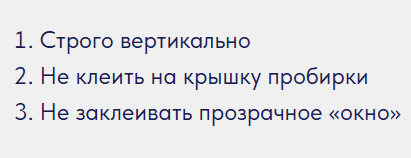 1. Строго вертикально
2. Не клеить на крышку пробирки
3. Не заклеивать прозрачное «окно»